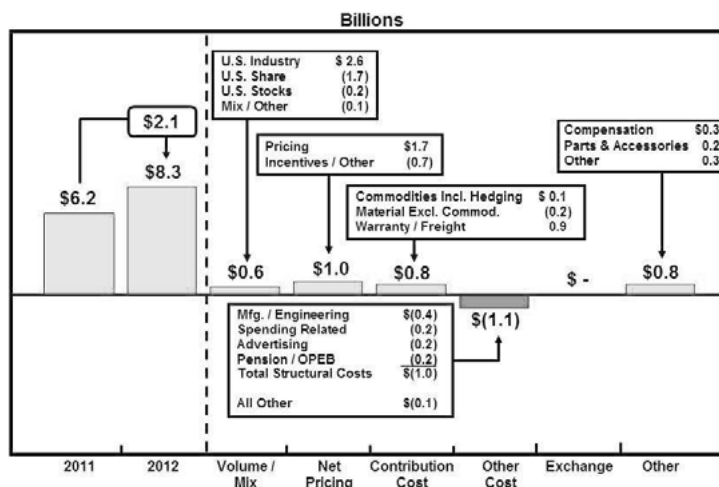 Billions
U.S. Industry $ 2.6
U.S. Share (1.7)
U.S. Stocks (0.2)
Mix / Other (0.1)
$2.1
Pricing $1.7
Incentives / Other (0.7)
Compensation $0.3
Parts & Accessories 0.2
Other 0.3
$8.3
$6.2
Commodities Incl. Hedging $ 0.1
Material Excl. Commod. (0.2)
Warranty / Freight 0.9
$0.6
$1.0
$0.8
$ -
$0.8
Mfg. / Engineering $(0.4)
Spending Related (0.2)
Advertising (0.2)
Pension / OPEB (0.2)
Total Structural Costs $(1.0)
All Other $(0.1)
$(1.1)
2011
2012
Volume /
Mix
Net
Pricing
Contribution
Cost
Other
Cost
Exchange
Other